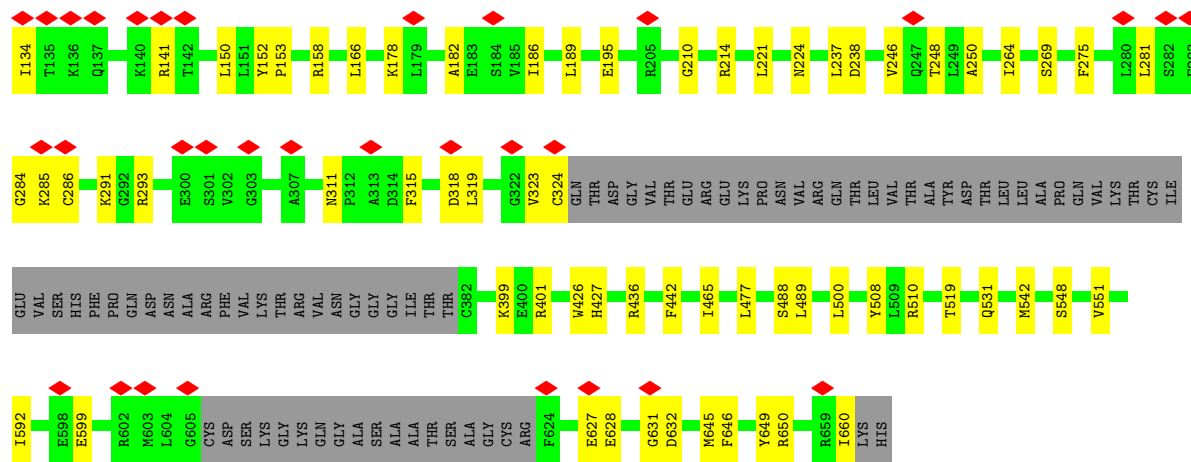 I134 T135 K136 Q137 K140 R141 T142 L150 L151 Y152 P153 R158 L166 K178 L179 A182 E183 S184 V185 I186 L189 E195 R205 G210 R214 L221 N224 L237 D238 V246 Q247 T248 L249 A250 I264 S269 F275 L280 L281 S282
G284 K285 C286 K291 G292 R293 E300 S301 V302 G303 A307 N311 P312 A313 D314 F315 D318 L319 G322 V323 C324 GLN THR ASP GLY VAL THR GLU ARG GLU LYS PRO ASN VAL ARG GLN THR LEU VAL THR ALA TYR ASP THR LEU LEU ALA PRO GLN VAL LYS THR CYS ILE
GLU VAL SER HIS PHE PRO GLN ASP ASN ALA ARG PHE VAL LYS THR ARG VAL ASN GLY GLY GLY ILE THR THR C382 K399 E400 R401 W426 H427 R436 F442 I465 L477 S488 L489 L500 Y508 L509 R510 T519 Q531 M542 S548 V551
I592 E598 E599 R602 M603 L604 G605 CYS ASP SER LYS GLY LYS GLN GLY ALA SER ALA ALA THR SER ALA GLY CYS ARG F624 E627 E628 G631 D632 M645 F646 Y649 R650 R659 I660 LYS HIS